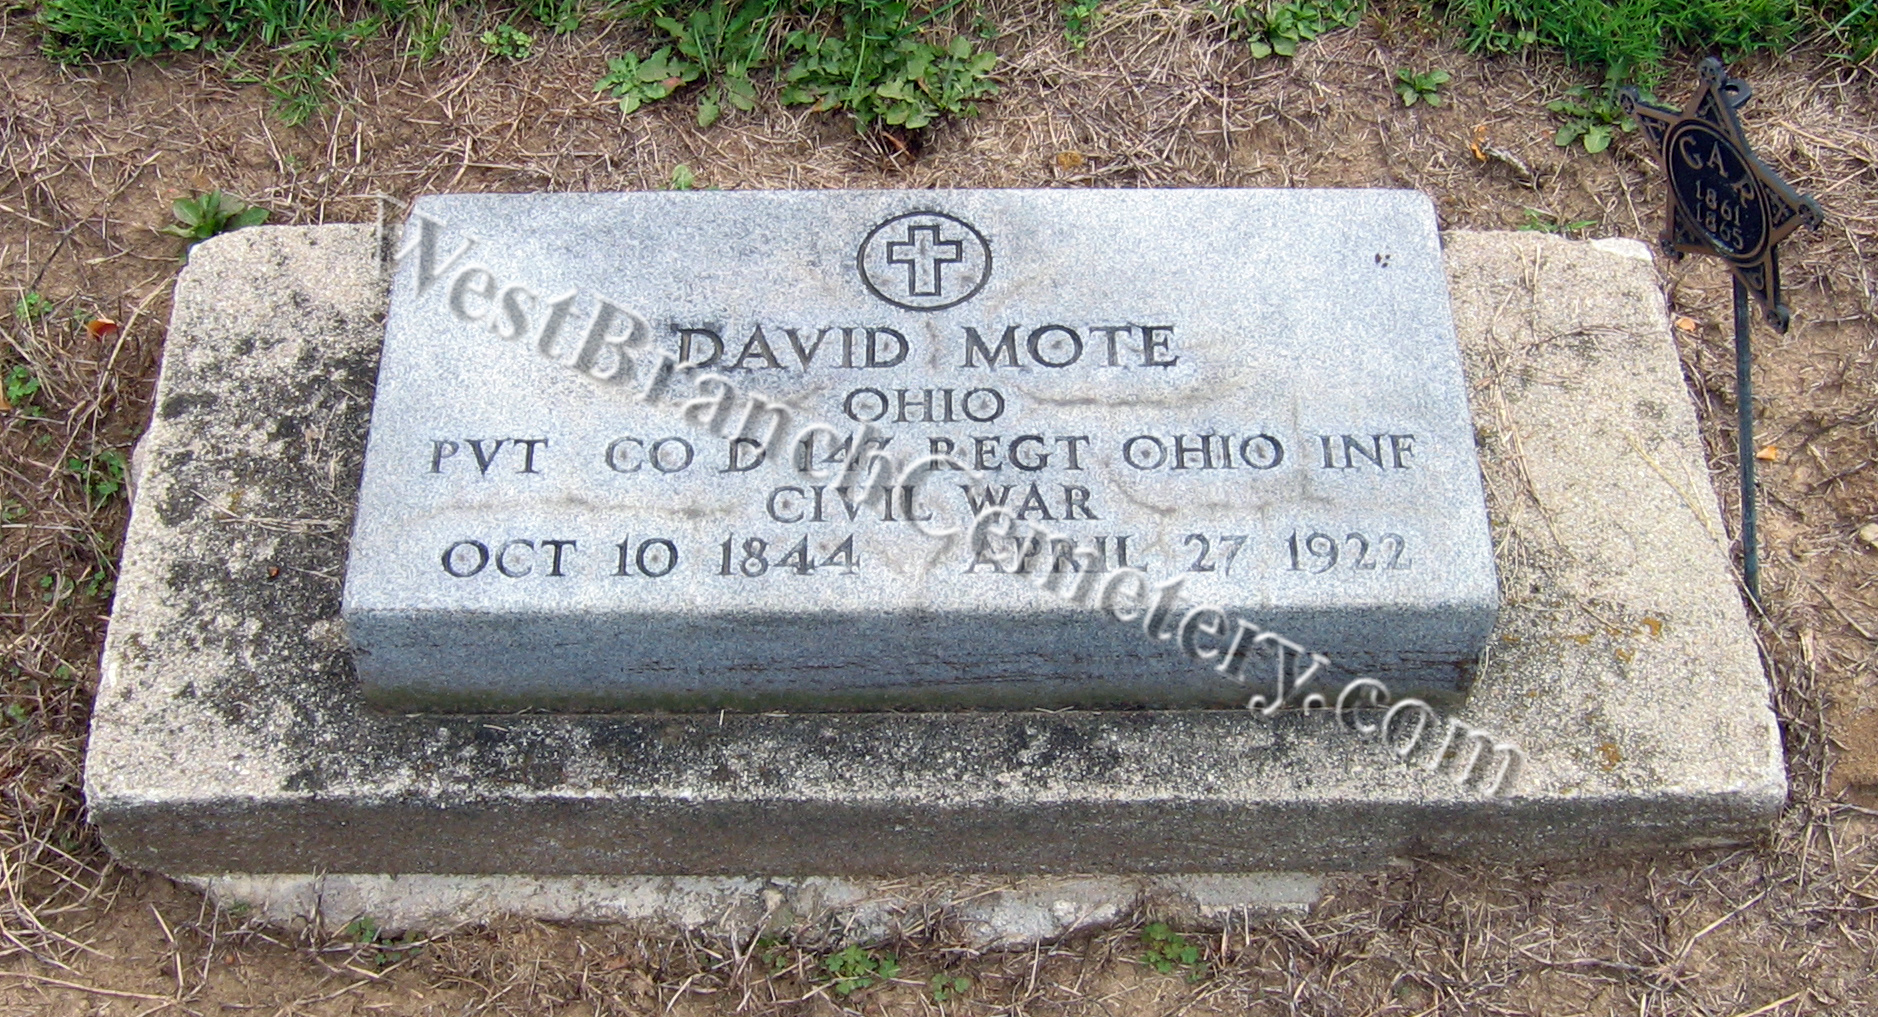 DAVID MOTE
OHIO
PVT CO D 147 REGT OHIO INF
CIVIL WAR
OCT 10 1844 APRIL 27 1922
GAR
1861
1865
WestBranchCemetery.com